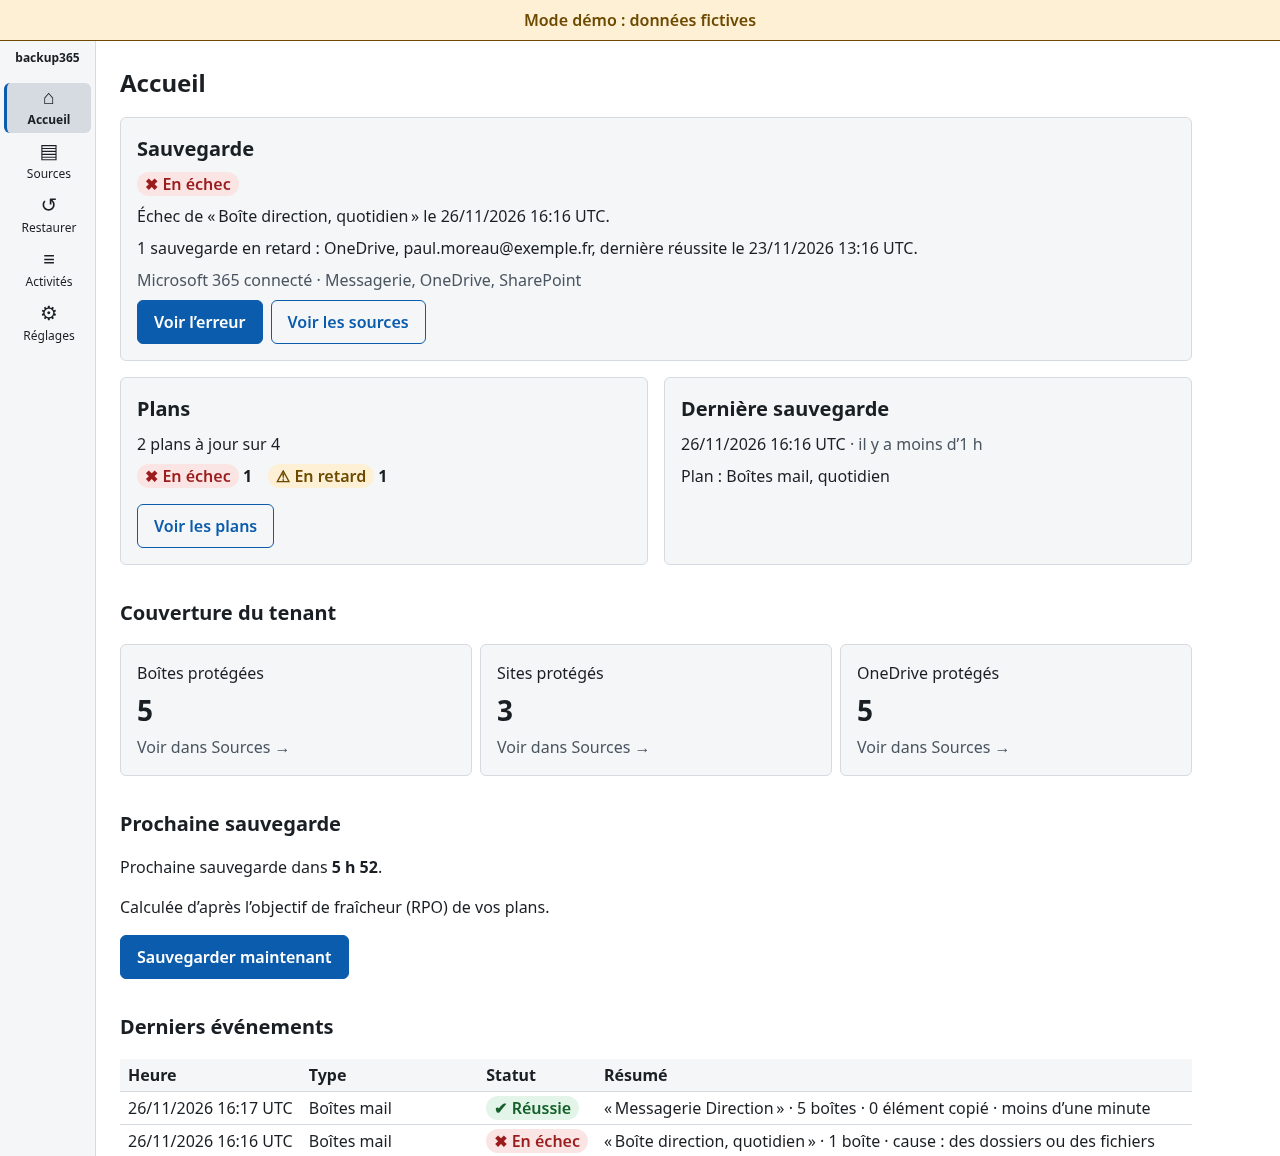 Mode démo : données fictives
backup365
Accueil
Sources
Restaurer
Activités
Réglages
Accueil
Sauvegarde
✖ En échec
Échec de « Boîte direction, quotidien » le 26/11/2026 16:16 UTC.
1 sauvegarde en retard : OneDrive, paul.moreau@exemple.fr, dernière réussite le 23/11/2026 13:16 UTC.
Microsoft 365 connecté · Messagerie, OneDrive, SharePoint
Voir l’erreur
Voir les sources
Plans
2 plans à jour sur 4
✖ En échec 1 ⚠ En retard 1
Voir les plans
Dernière sauvegarde
26/11/2026 16:16 UTC · il y a moins d’1 h
Plan : Boîtes mail, quotidien
Couverture du tenant
Boîtes protégées
5
Voir dans Sources →
Sites protégés
3
Voir dans Sources →
OneDrive protégés
5
Voir dans Sources →
Prochaine sauvegarde
Prochaine sauvegarde dans 5 h 52.
Calculée d’après l’objectif de fraîcheur (RPO) de vos plans.
Sauvegarder maintenant
Derniers événements
Heure Type Statut Résumé
26/11/2026 16:17 UTC Boîtes mail ✔ Réussie « Messagerie Direction » · 5 boîtes · 0 élément copié · moins d’une minute
26/11/2026 16:16 UTC Boîtes mail ✖ En échec « Boîte direction, quotidien » · 1 boîte · cause : des dossiers ou des fichiers